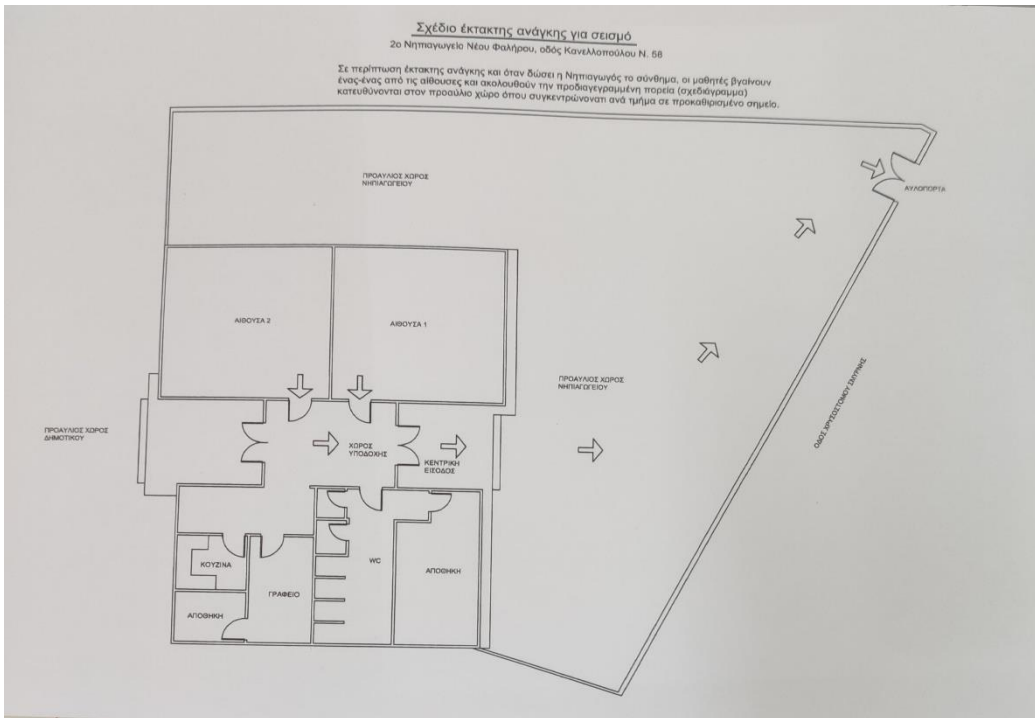 Σχέδιο έκτακτης ανάγκης για σεισμό
2ο Νηπιαγωγείο Νέου Φαλήρου, οδός Κανελλοπούλου Ν. 58
Σε περίπτωση έκτακτης ανάγκης και όταν δώσει η Νηπιαγωγός το σύνθημα, οι μαθητές βγαίνουν
ένας-ένας από τις αίθουσες και ακολουθούν την προδιαγεγραμμένη πορεία (σχεδιάγραμμα)
κατευθύνονται στον προαύλιο χώρο όπου συγκεντρώνονατι ανά τμήμα σε προκαθιρισμένο σημείο.
ΠΡΟΑΥΛΙΟΣ ΧΩΡΟΣ
ΝΗΠΙΑΓΩΓΕΙΟΥ
ΑΥΛΟΠΟΡΤΑ
ΑΙΘΟΥΣΑ 2
ΑΙΘΟΥΣΑ 1
ΠΡΟΑΥΛΙΟΣ ΧΩΡΟΣ
ΝΗΠΙΑΓΩΓΕΙΟΥ
ΟΔΟΣ ΧΡΥΣΟΣΤΟΜΟΥ ΣΜΥΡΝΗΣ
ΠΡΟΑΥΛΙΟΣ ΧΩΡΟΣ
ΔΗΜΟΤΙΚΟΥ
ΧΩΡΟΣ
ΥΠΟΔΟΧΗΣ
ΚΕΝΤΡΙΚΗ
ΕΙΣΟΔΟΣ
ΚΟΥΖΙΝΑ
WC
ΑΠΟΘΗΚΗ
ΓΡΑΦΕΙΟ
ΑΠΟΘΗΚΗ